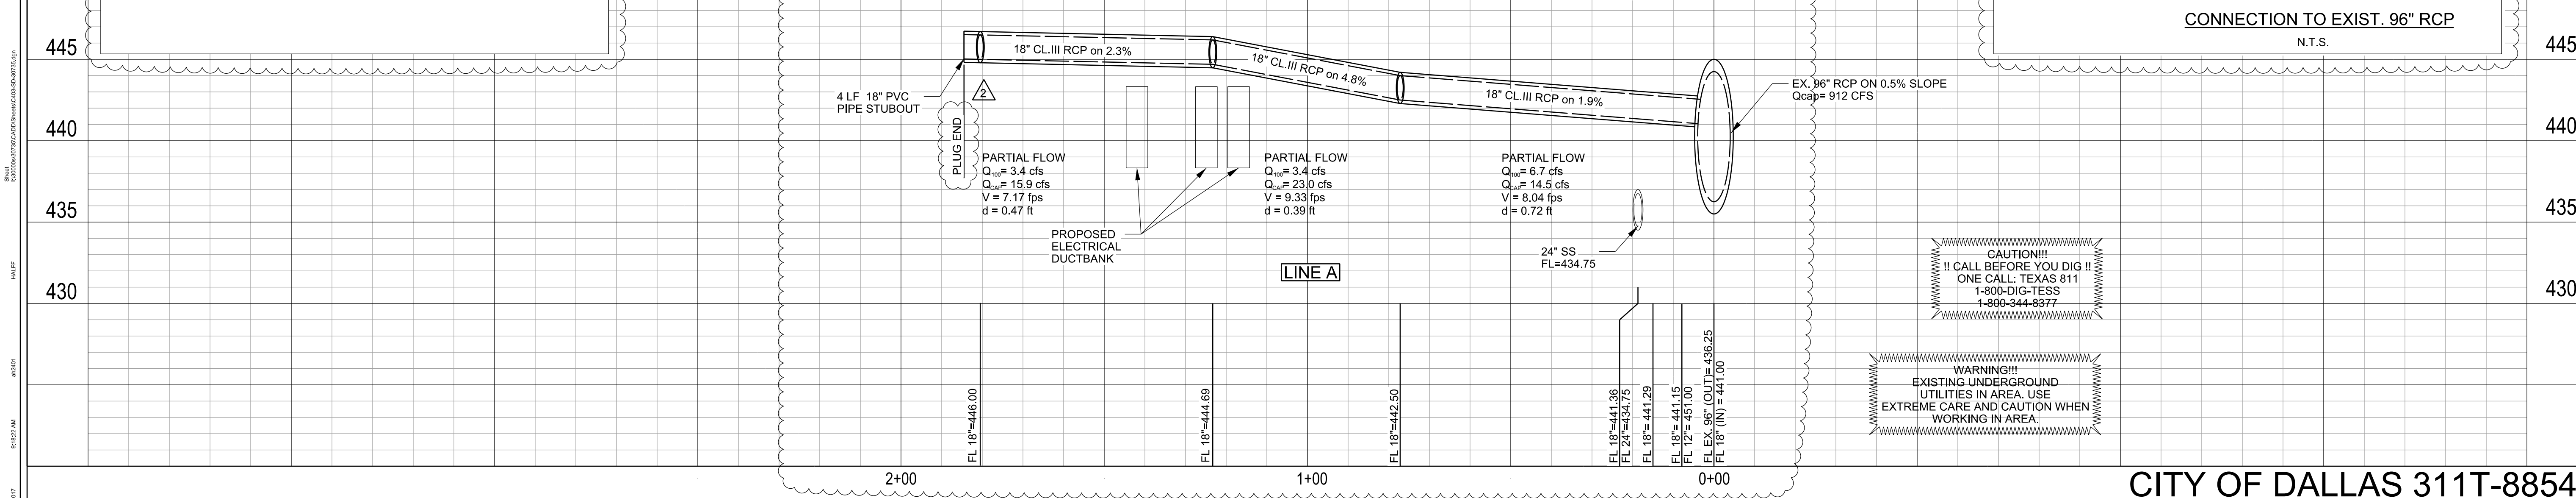 CONNECTION TO EXIST. 96" RCP
N.T.S.
445
445
440
440
435
435
430
430
18" CL.III RCP on 2.3%
18" CL.III RCP on 4.8%
18" CL.III RCP on 1.9%
4 LF 18" PVC
PIPE STUBOUT
2
PLUG END
EX. 96" RCP ON 0.5% SLOPE
Qcap= 912 CFS
PARTIAL FLOW
Q100= 3.4 cfs
QCAP= 15.9 cfs
V = 7.17 fps
d = 0.47 ft
PARTIAL FLOW
Q100= 3.4 cfs
QCAP= 23.0 cfs
V = 9.33 fps
d = 0.39 ft
PARTIAL FLOW
Q100= 6.7 cfs
QCAP= 14.5 cfs
V = 8.04 fps
d = 0.72 ft
PROPOSED
ELECTRICAL
DUCTBANK
24" SS
FL=434.75
LINE A
CAUTION!!!
!! CALL BEFORE YOU DIG !!
ONE CALL: TEXAS 811
1-800-DIG-TESS
1-800-344-8377
WARNING!!!
EXISTING UNDERGROUND
UTILITIES IN AREA. USE
EXTREME CARE AND CAUTION WHEN
WORKING IN AREA.
FL 18"=446.00
FL 18"=444.69
FL 18"=442.50
FL 18"=441.36
FL 24"=434.75
FL 18"= 441.29
FL 18"= 441.15
FL 12"= 451.00
FL EX. 96" (OUT)= 436.25
FL 18" (IN) = 441.00
2+00
1+00
0+00
CITY OF DALLAS 311T-8854
Sheet
HALFF
ah2401
9:18:22 AM